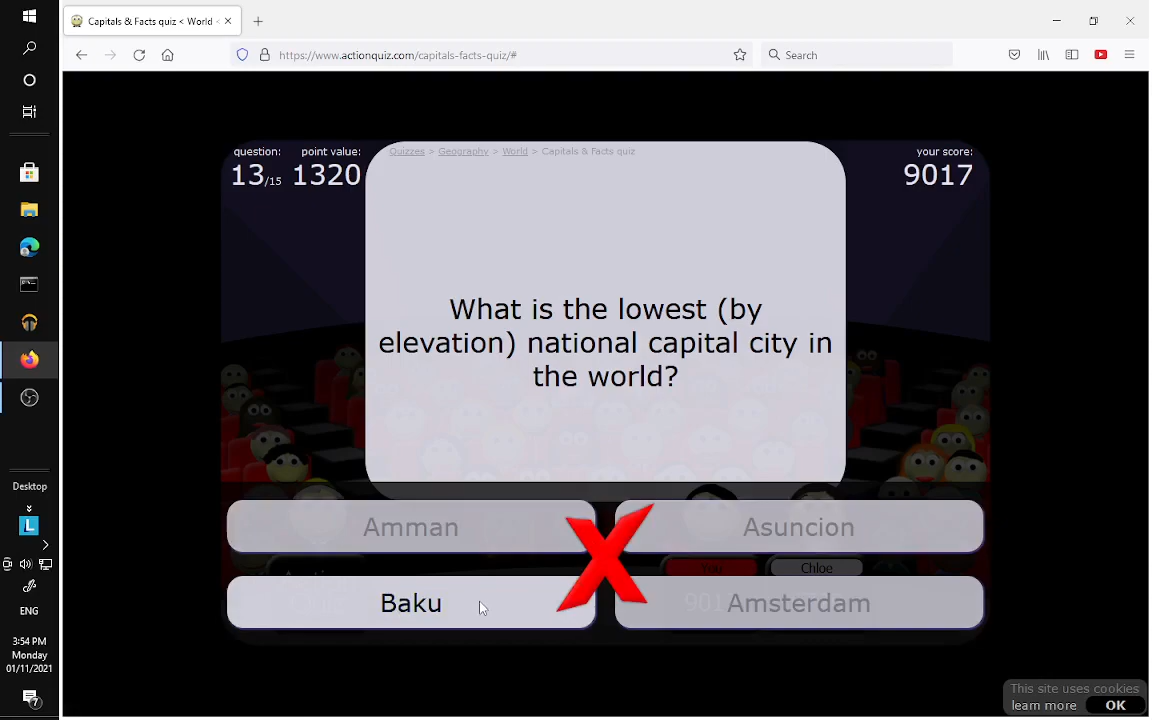 Capitals & Facts quiz < World <
https://www.actionquiz.com/capitals-facts-quiz/#
Search
question:
point value:
13/15
1320
Quizzes > Geography > World > Capitals & Facts quiz
your score:
9017
What is the lowest (by
elevation) national capital city in
the world?
Amman
Asuncion
You
Chloe
Baku
Amsterdam
Desktop
L
ENG
3:54 PM
Monday
01/11/2021
7
This site uses cookies
learn more
OK